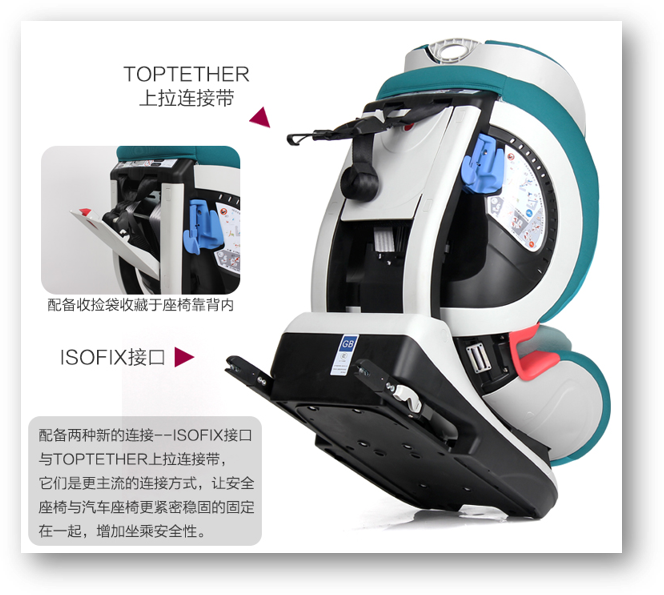 TOPTETHER
上拉连接带
配备收捡袋收藏于座椅靠背内
ISOFIX接口
GB
配备两种新的连接--ISOFIX接口
与TOPTETHER上拉连接带，
它们是更主流的连接方式，让安全
座椅与汽车座椅更紧密稳固的固定
在一起，增加坐乘安全性。